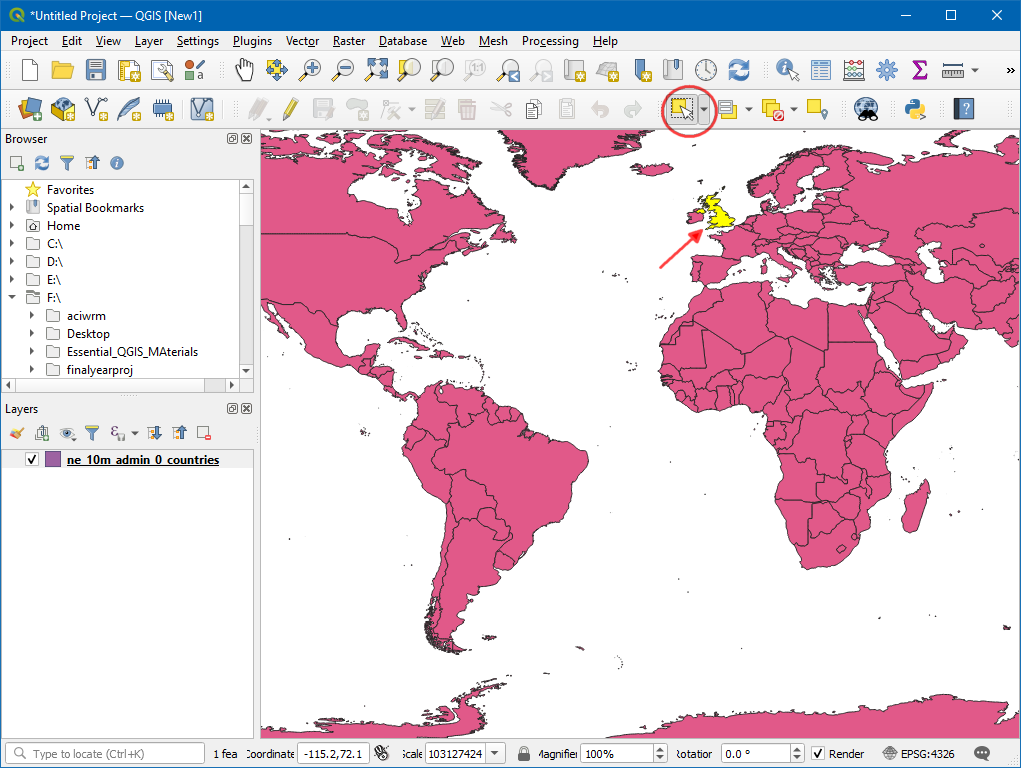 *Untitled Project — QGIS [New1]
Project Edit View Layer Settings Plugins Vector Raster Database Web Mesh Processing Help
1:1
»
Browser
Favorites
Spatial Bookmarks
Home
C:\
D:\
E:\
F:\
aciwrm
Desktop
Essential_QGIS_MAterials
finalyearproj
Layers
ne_10m_admin_0_countries
Type to locate (Ctrl+K) 1 fea Coordinate -115.2,72.1 Scale 103127424 Magnifier 100% Rotation 0.0 ° Render EPSG:4326